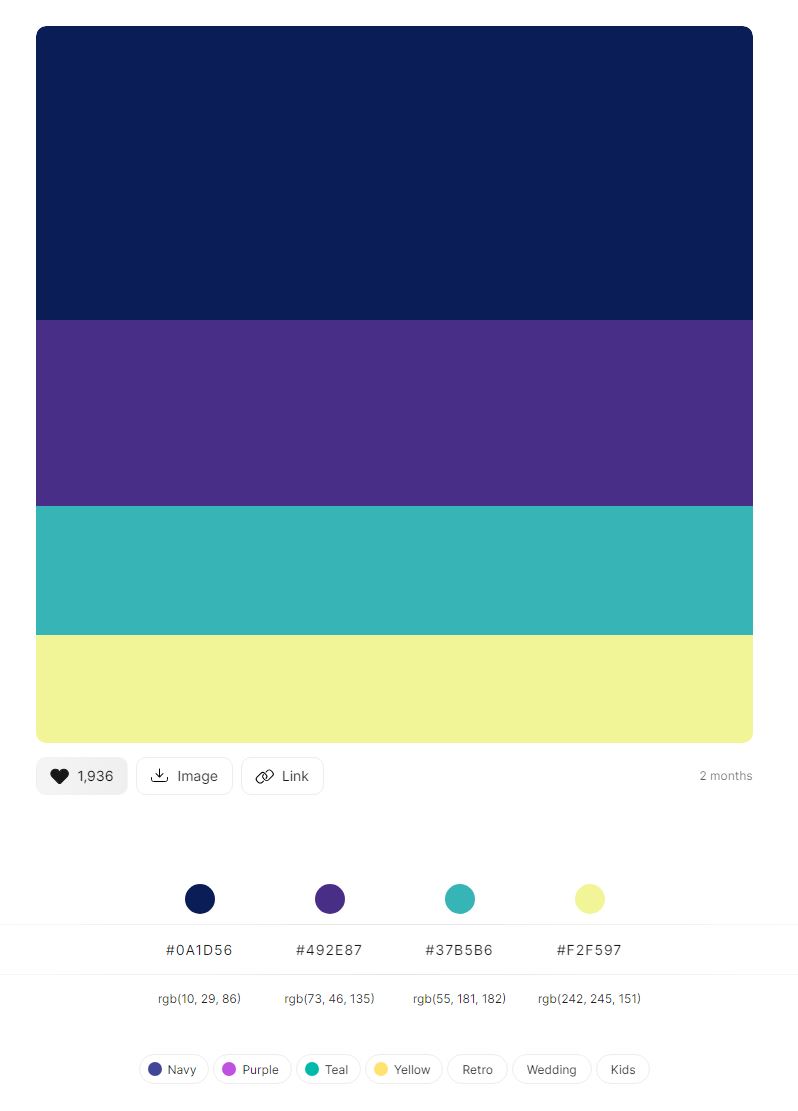 1,936 Image Link 2 months
#0A1D56 #492E87 #37B5B6 #F2F597
rgb(10, 29, 86) rgb(73, 46, 135) rgb(55, 181, 182) rgb(242, 245, 151)
Navy Purple Teal Yellow Retro Wedding Kids